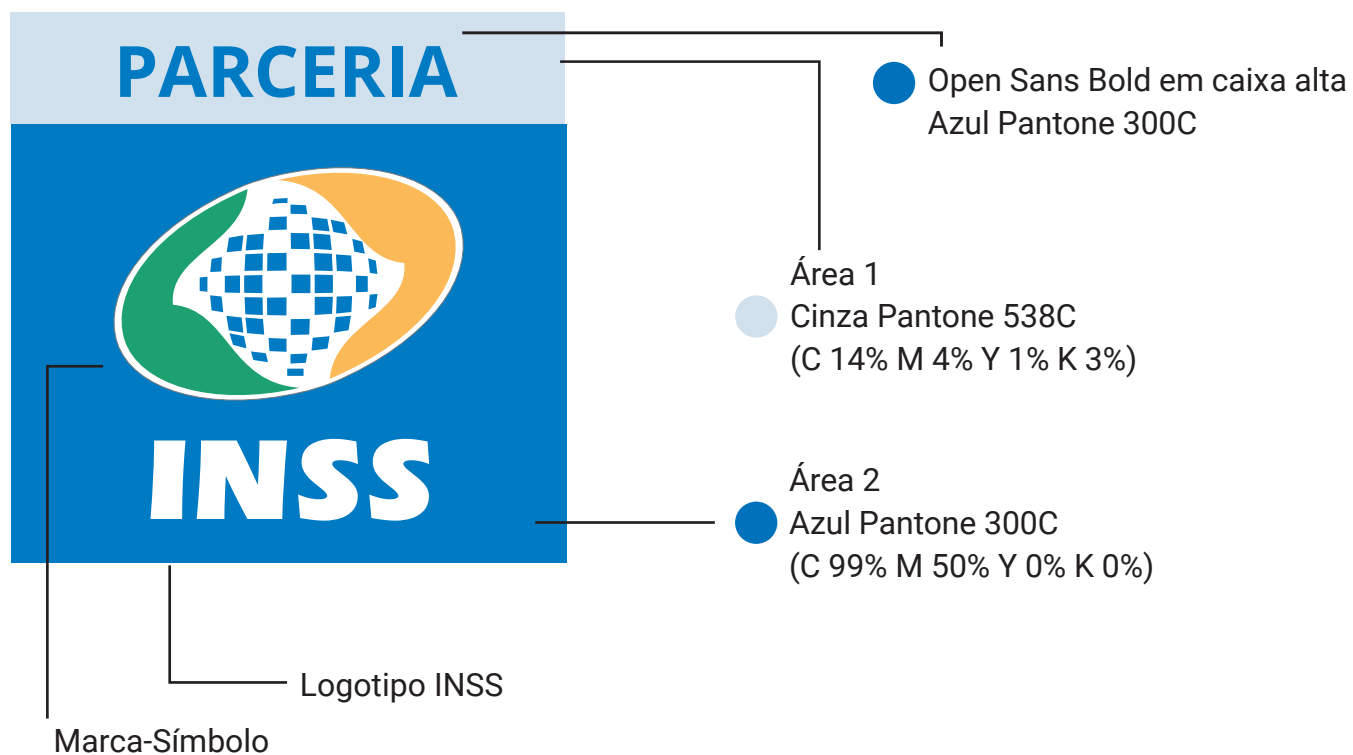 PARCERIA
Open Sans Bold em caixa alta
Azul Pantone 300C
Área 1
Cinza Pantone 538C
(C 14% M 4% Y 1% K 3%)
INSS
Área 2
Azul Pantone 300C
(C 99% M 50% Y 0% K 0%)
Logotipo INSS
Marca-Símbolo